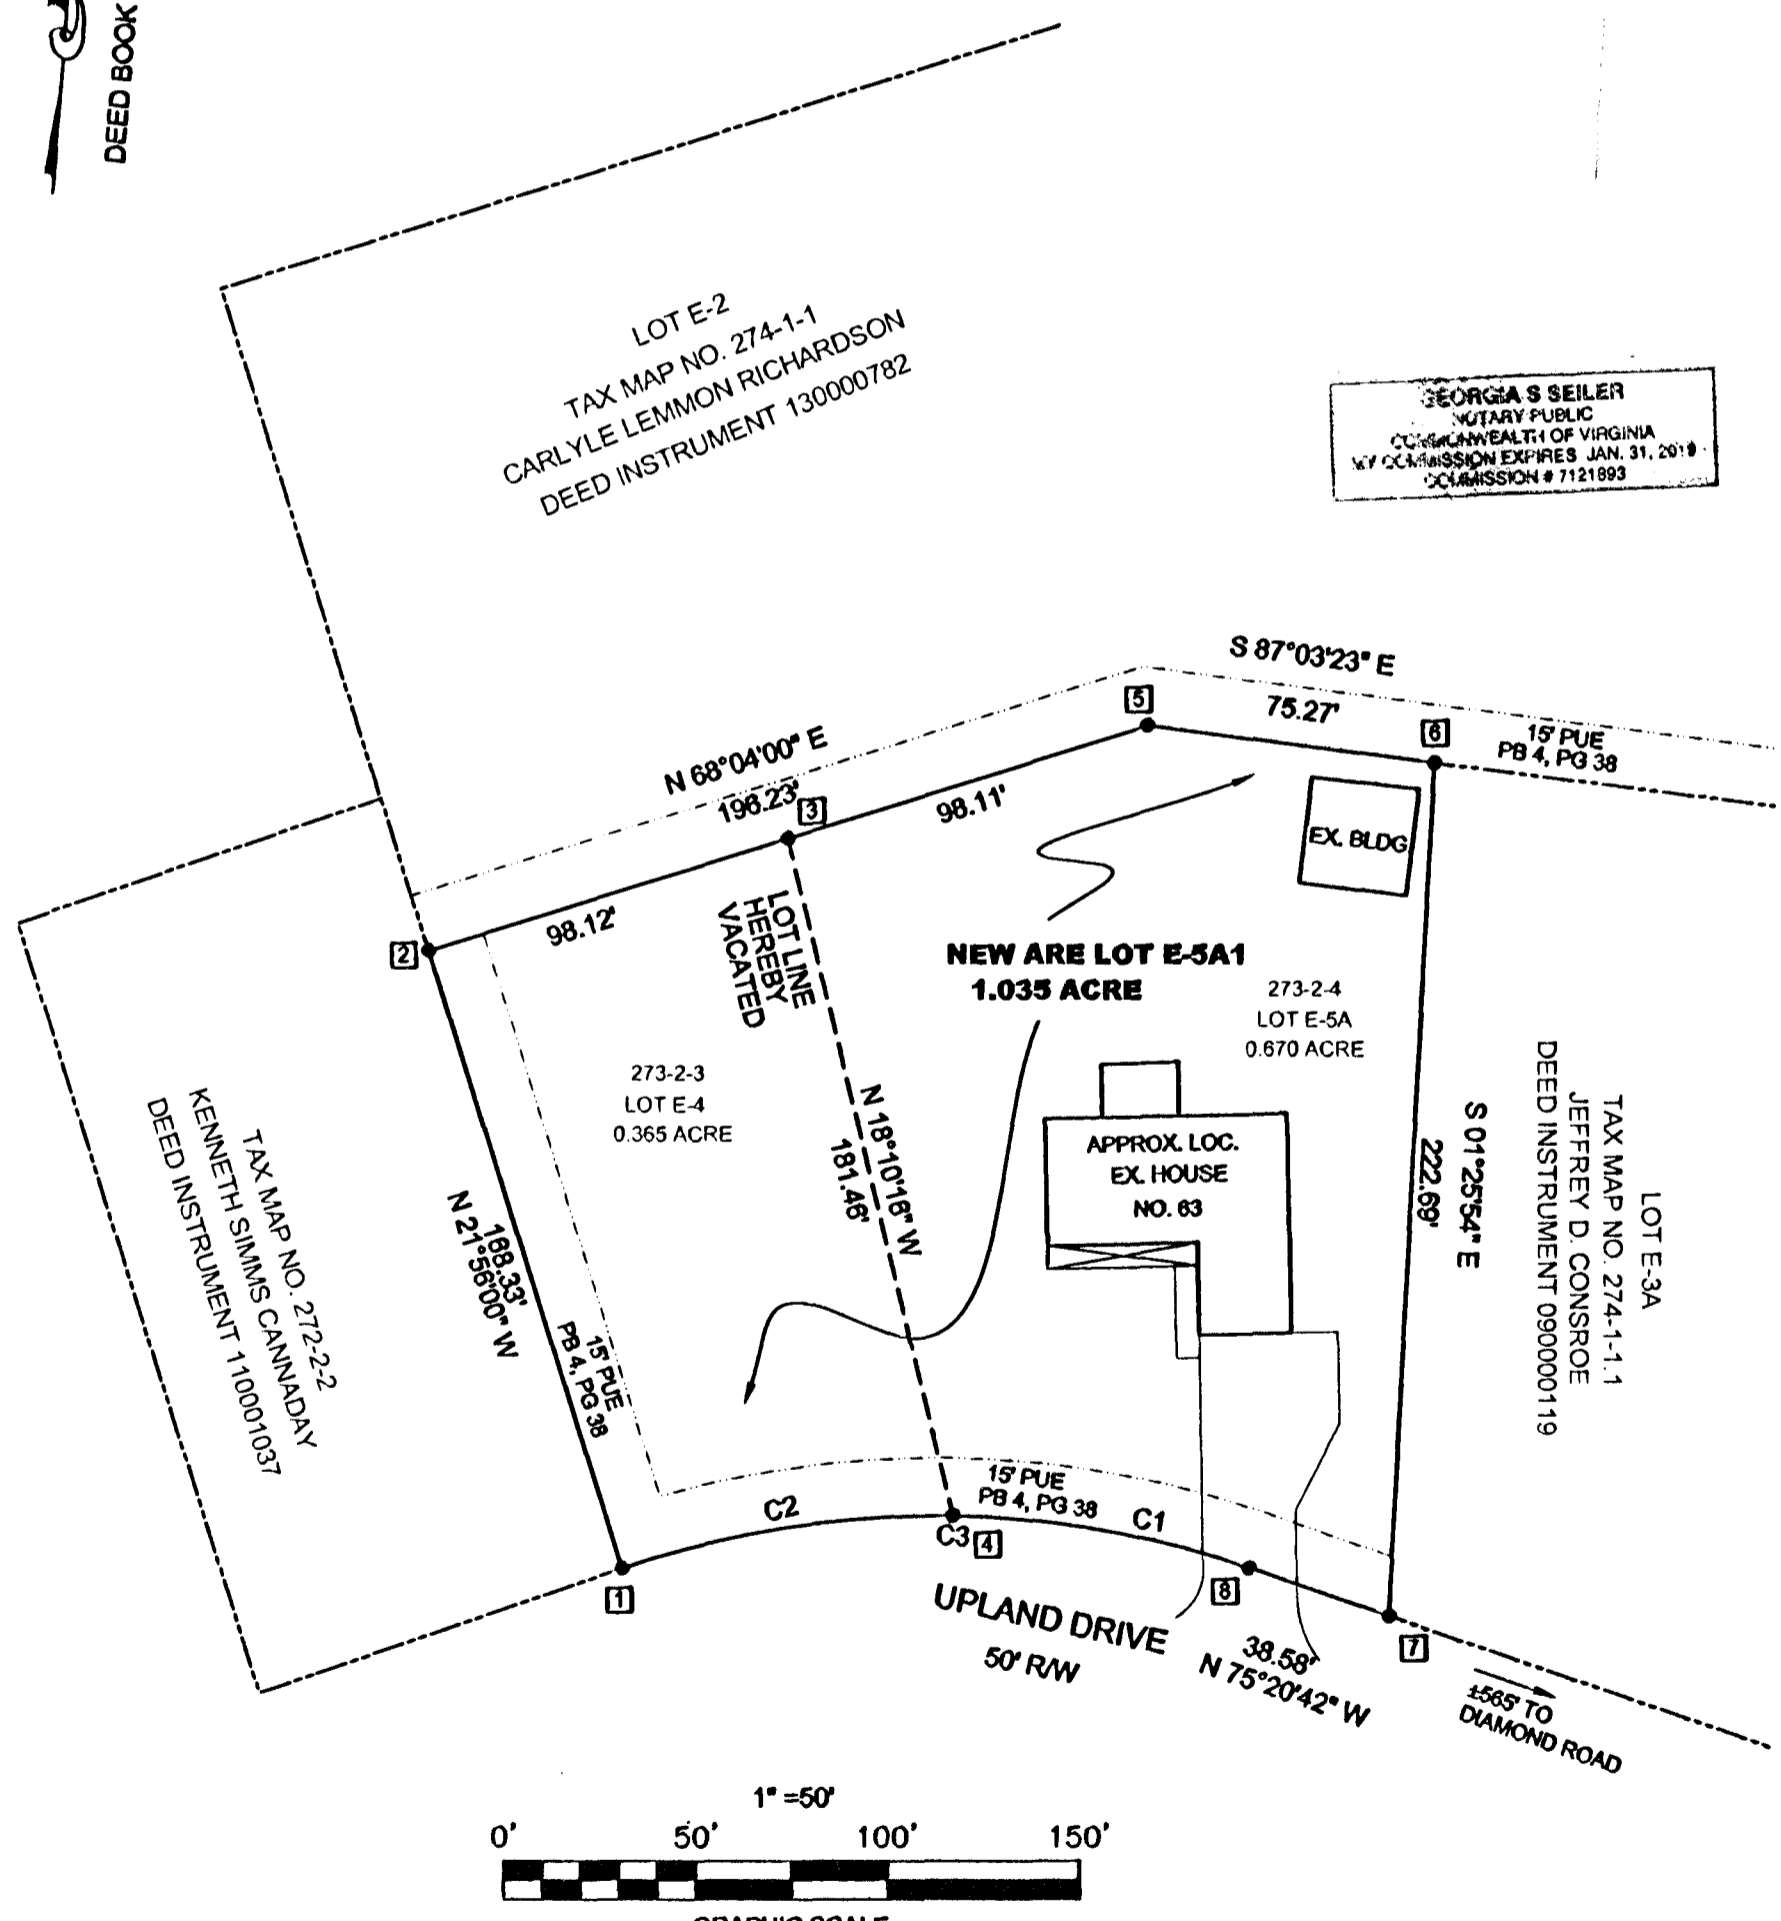 DEED BOOK
LOT E-2
TAX MAP NO. 274-1-1
CARLYLE LEMMON RICHARDSON
DEED INSTRUMENT 130000782
GEORGIA S SEILER
NOTARY PUBLIC
COMMONWEALTH OF VIRGINIA
MY COMMISSION EXPIRES JAN. 31, 2019
COMMISSION # 7121893
S 87°03'23" E
75.27'
5
6
15' PUE
PB 4, PG 38
N 68°04'00" E
196.23'
3
98.11'
EX. BLDG
98.12'
2
LOT LINE
HEREBY
VACATED
NEW ARE LOT E-5A1
1.035 ACRE
273-2-4
LOT E-5A
0.670 ACRE
273-2-3
LOT E-4
0.365 ACRE
N 18°10'16" W
181.46'
APPROX. LOC.
EX. HOUSE
NO. 63
S 01°25'54" E
222.69'
LOT E-3A
TAX MAP NO. 274-1-1.1
JEFFREY D. CONSROE
DEED INSTRUMENT 090000119
TAX MAP NO. 272-2-2
KENNETH SIMMS CANNADAY
DEED INSTRUMENT 110001037
168.33'
N 21°56'00" W
15' PUE
PB 4, PG 38
C2
15' PUE
PB 4, PG 38
C1
C3
4
1
8
7
UPLAND DRIVE
50' R/W
38.58'
N 75°20'42" W
±565' TO
DIAMOND ROAD
1" =50'
0' 50' 100' 150'
GRAPHIC SCALE